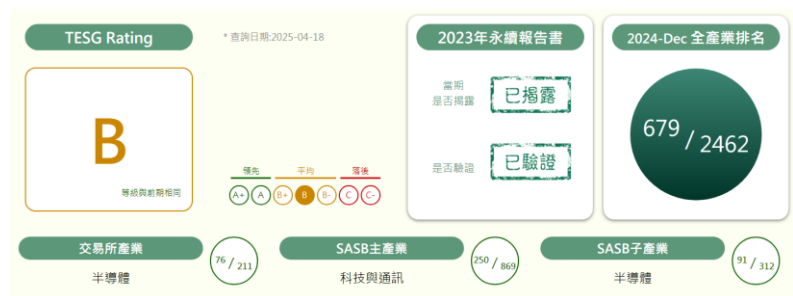 TESG Rating
* 查詢日期:2025-04-18
2023年永續報告書
2024-Dec 全產業排名
B
等級與前期相同
領先 平均 落後
A+ A B+ B B- C C-
當期
是否揭露
已揭露
是否驗證
已驗證
679 / 2462
交易所產業
半導體
76 / 211
SASB主產業
科技與通訊
250 / 869
SASB子產業
半導體
91 / 312